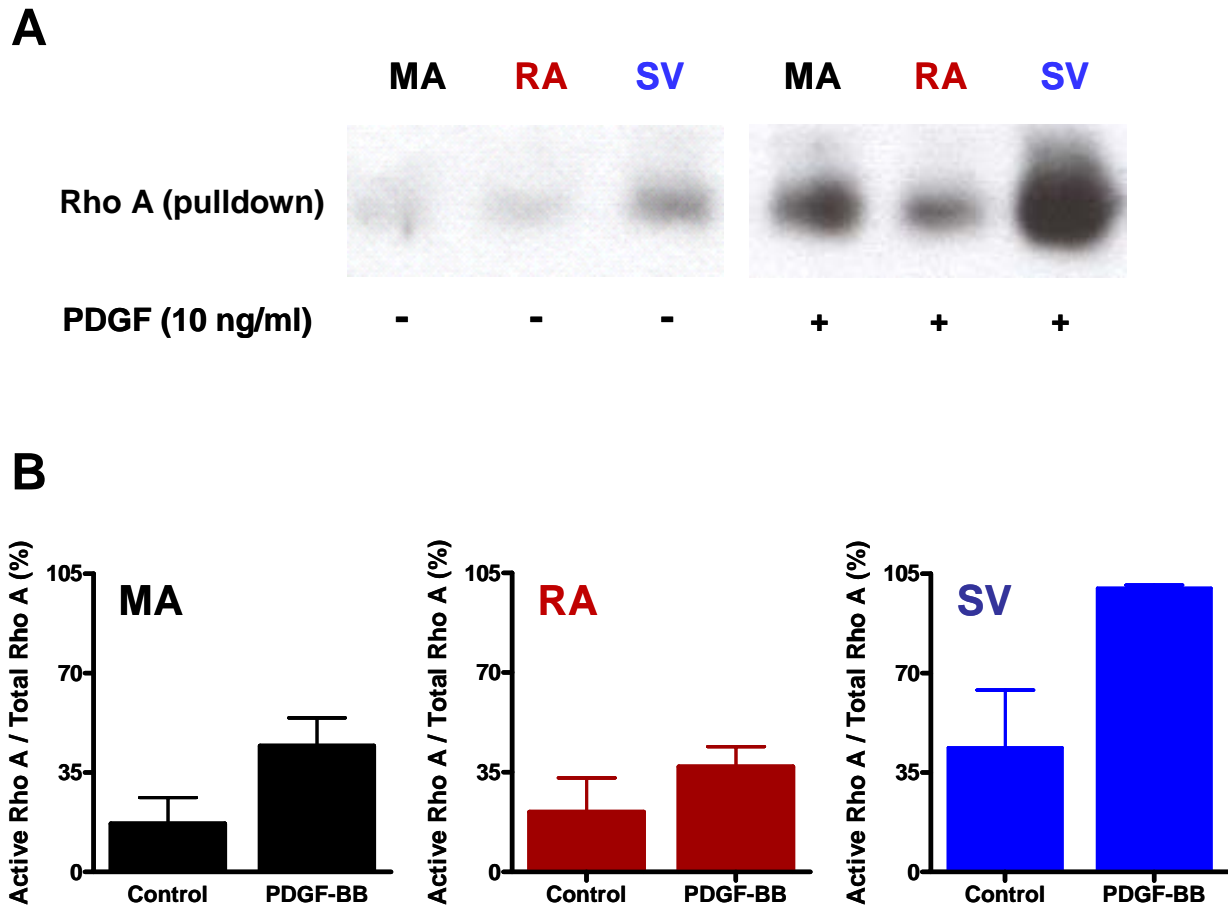 A
MA RA SV MA RA SV
Rho A (pulldown)
PDGF (10 ng/ml) - - - + + +
B
Active Rho A / Total Rho A (%)
105
70
35
0
MA
Control PDGF-BB
Active Rho A / Total Rho A (%)
105
70
35
0
RA
Control PDGF-BB
Active Rho A / Total Rho A (%)
105
70
35
0
SV
Control PDGF-BB